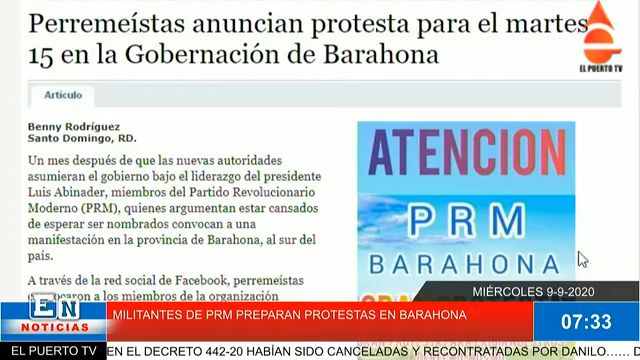 Perremeístas anuncian protesta para el martes
15 en la Gobernación de Barahona
EL PUERTO TV
Artículo
Benny Rodríguez
Santo Domingo, RD.
Un mes después de que las nuevas autoridades
asumieran el gobierno bajo el liderazgo del presidente
Luis Abinader, miembros del Partido Revolucionario
Moderno (PRM), quienes argumentan estar cansados
de esperar ser nombrados convocan a una
manifestación en la provincia de Barahona, al sur del
país.
A través de la red social de Facebook, perremeístas
a los miembros de la organización
ATENCION
PRM
BARAHONA
MIÉRCOLES 9-9-2020
EN
NOTICIAS
MILITANTES DE PRM PREPARAN PROTESTAS EN BARAHONA
07:33
EL PUERTO TV
EN EL DECRETO 442-20 HABÍAN SIDO CANCELADAS Y RECONTRATADAS POR DANILO..... D